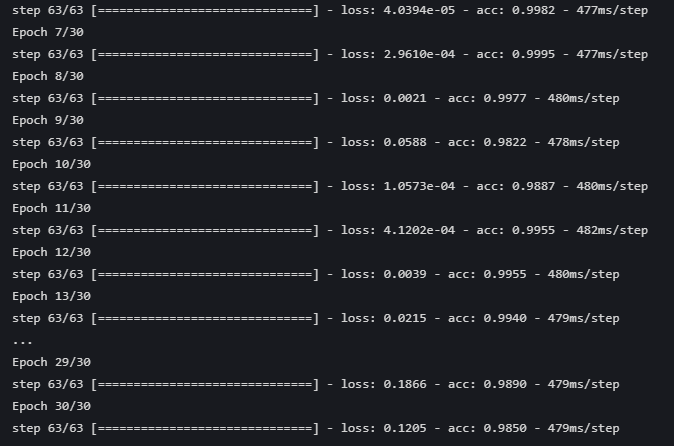 step 63/63 [==============================] - loss: 4.0394e-05 - acc: 0.9982 - 477ms/step
Epoch 7/30
step 63/63 [==============================] - loss: 2.9610e-04 - acc: 0.9995 - 477ms/step
Epoch 8/30
step 63/63 [==============================] - loss: 0.0021 - acc: 0.9977 - 480ms/step
Epoch 9/30
step 63/63 [==============================] - loss: 0.0588 - acc: 0.9822 - 478ms/step
Epoch 10/30
step 63/63 [==============================] - loss: 1.0573e-04 - acc: 0.9887 - 480ms/step
Epoch 11/30
step 63/63 [==============================] - loss: 4.1202e-04 - acc: 0.9955 - 482ms/step
Epoch 12/30
step 63/63 [==============================] - loss: 0.0039 - acc: 0.9955 - 480ms/step
Epoch 13/30
step 63/63 [==============================] - loss: 0.0215 - acc: 0.9940 - 479ms/step
...
Epoch 29/30
step 63/63 [==============================] - loss: 0.1866 - acc: 0.9890 - 479ms/step
Epoch 30/30
step 63/63 [==============================] - loss: 0.1205 - acc: 0.9850 - 479ms/step